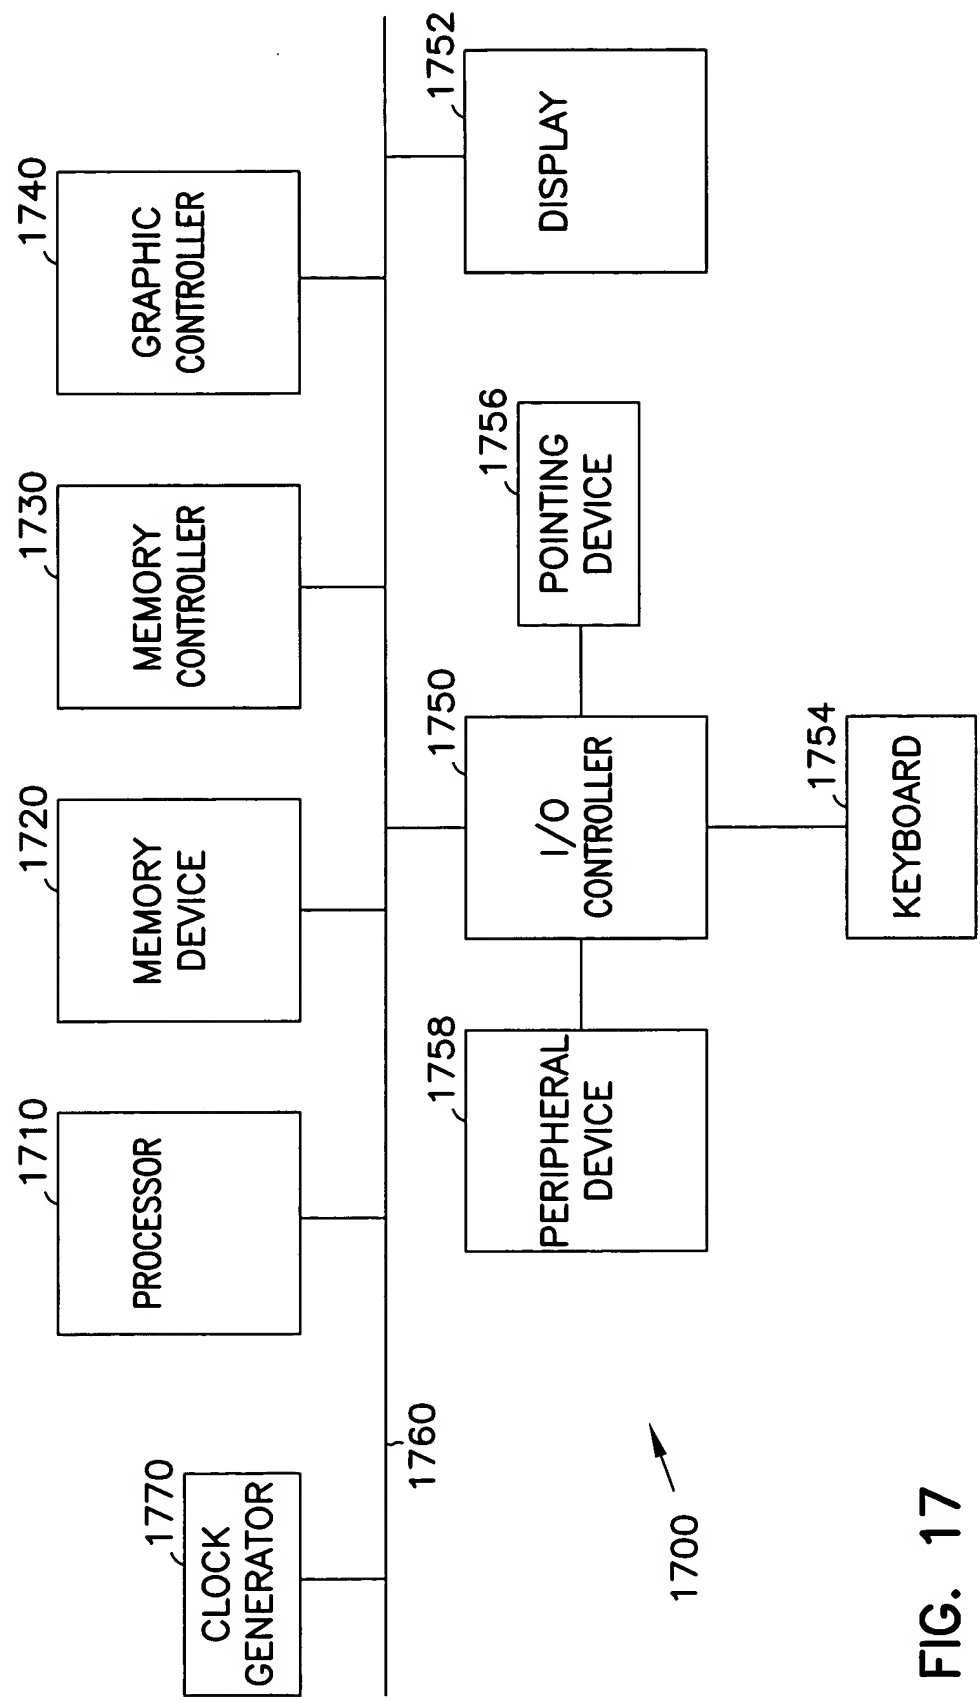 1770
CLOCK
GENERATOR
1710
PROCESSOR
1720
MEMORY
DEVICE
1730
MEMORY
CONTROLLER
1740
GRAPHIC
CONTROLLER
1760
1758
PERIPHERAL
DEVICE
1750
I/O
CONTROLLER
1756
POINTING
DEVICE
1752
DISPLAY
1754
KEYBOARD
1700
FIG. 17